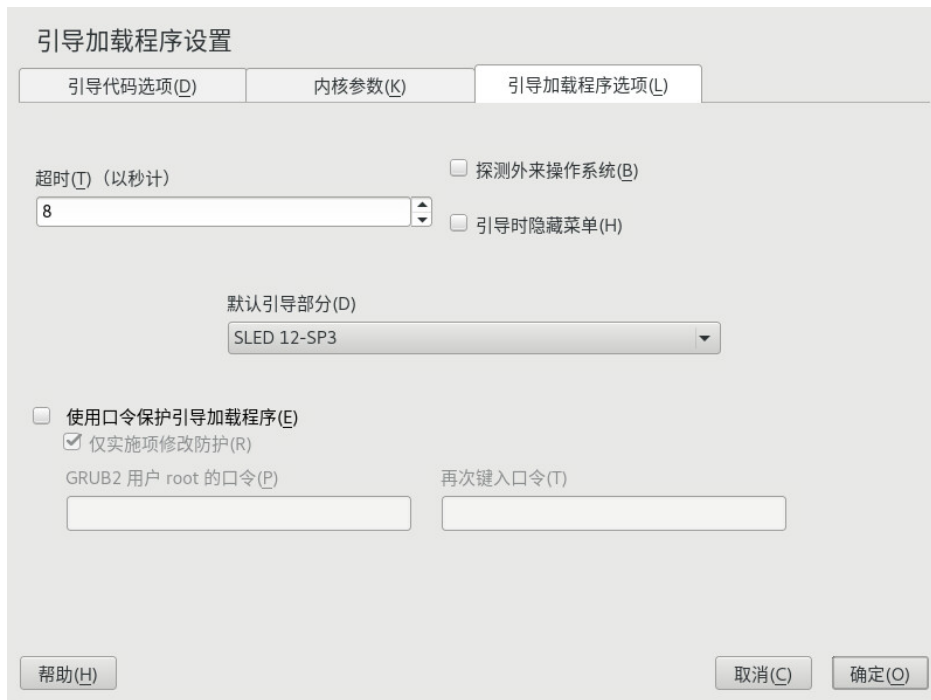 引导加载程序设置
引导代码选项(D) 内核参数(K) 引导加载程序选项(L)
超时(T)（以秒计）
8
探测外来操作系统(B)
引导时隐藏菜单(H)
默认引导部分(D)
SLED 12-SP3
使用口令保护引导加载程序(E)
仅实施项修改防护(R)
GRUB2 用户 root 的口令(P) 再次键入口令(T)
帮助(H) 取消(C) 确定(O)